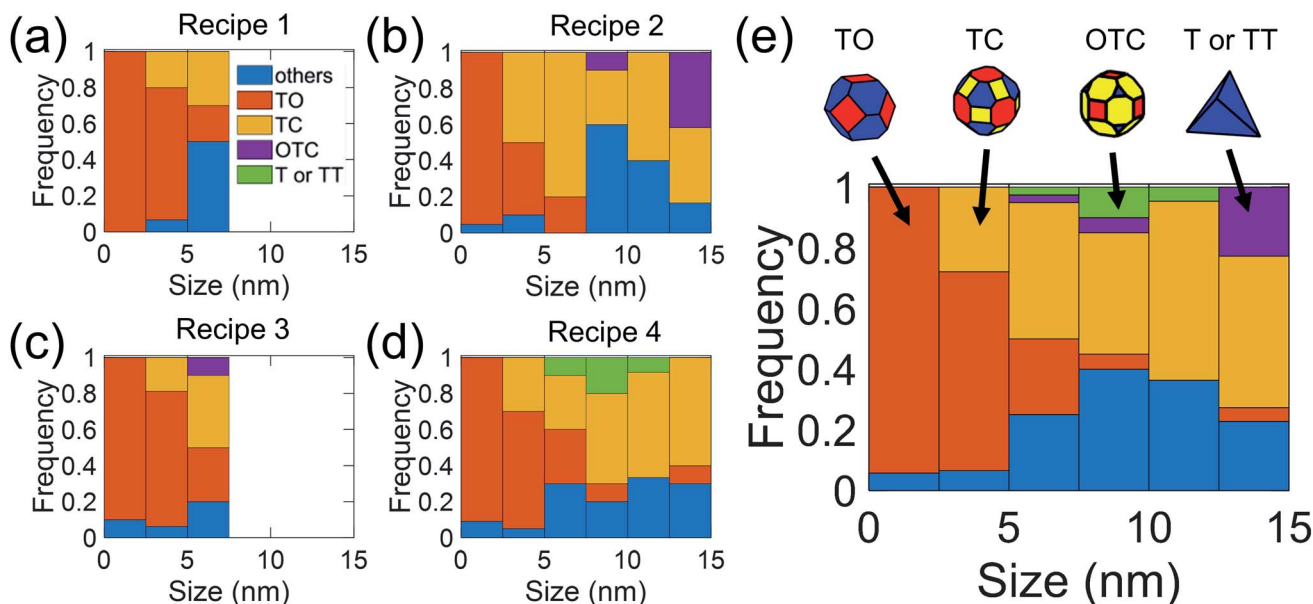 (a)
Recipe 1
Frequency
1
0.8
0.6
0.4
0.2
0
0 5 10 15
Size (nm)
others
TO
TC
OTC
T or TT
(b)
Recipe 2
Frequency
1
0.8
0.6
0.4
0.2
0
0 5 10 15
Size (nm)
(c)
Recipe 3
Frequency
1
0.8
0.6
0.4
0.2
0
0 5 10 15
Size (nm)
(d)
Recipe 4
Frequency
1
0.8
0.6
0.4
0.2
0
0 5 10 15
Size (nm)
(e)
TO TC OTC T or TT
Frequency
1
0.8
0.6
0.4
0.2
0
0 5 10 15
Size (nm)